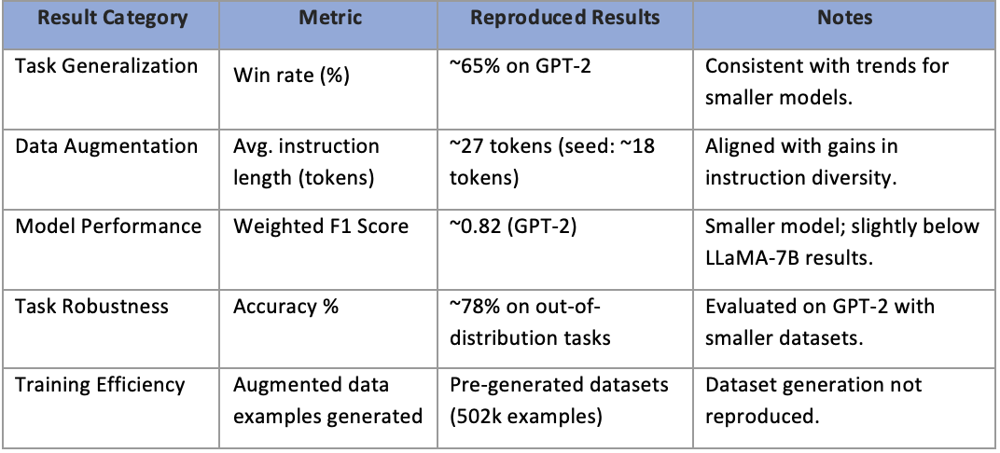 Result Category
Metric
Reproduced Results
Notes
Task Generalization
Win rate (%)
~65% on GPT-2
Consistent with trends for
smaller models.
Data Augmentation
Avg. instruction
length (tokens)
~27 tokens (seed: ~18
tokens)
Aligned with gains in
instruction diversity.
Model Performance
Weighted F1 Score
~0.82 (GPT-2)
Smaller model; slightly below
LLaMA-7B results.
Task Robustness
Accuracy %
~78% on out-of-
distribution tasks
Evaluated on GPT-2 with
smaller datasets.
Training Efficiency
Augmented data
examples generated
Pre-generated datasets
(502k examples)
Dataset generation not
reproduced.